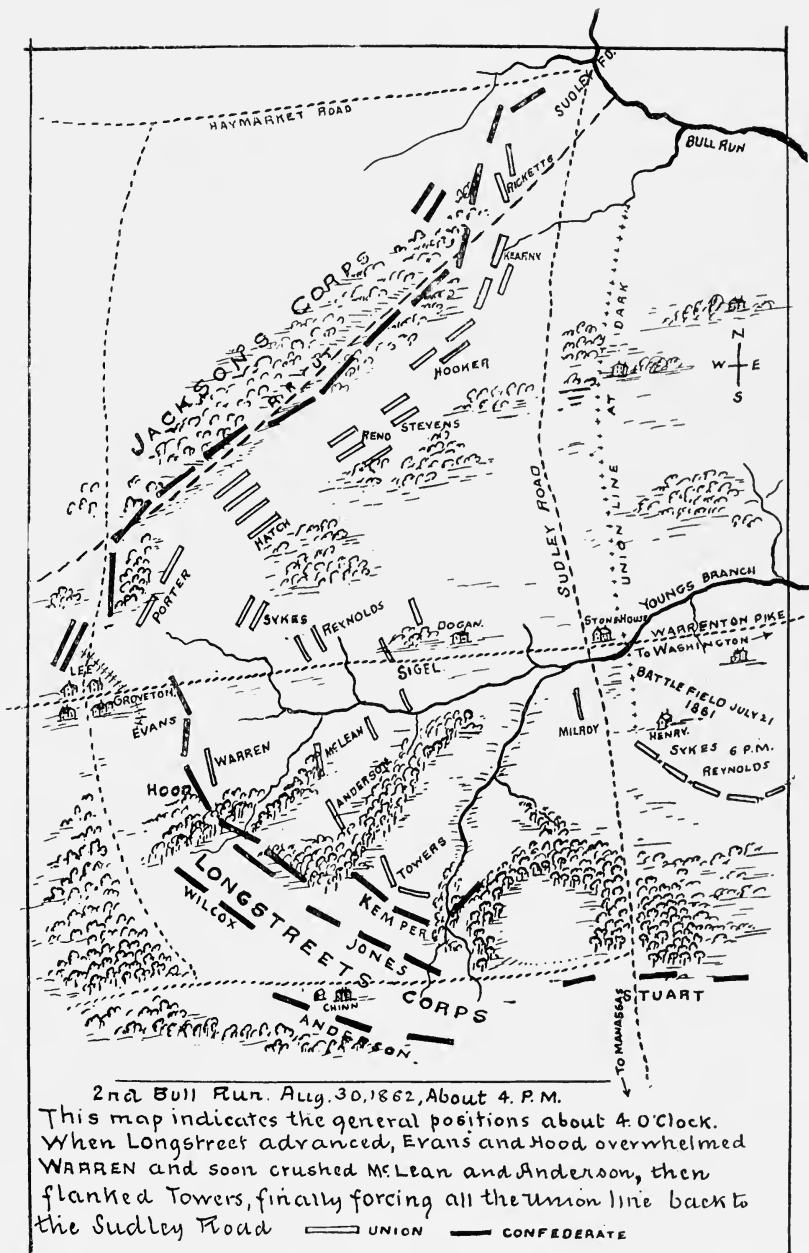 HAYMARKET ROAD
SUDLEY FD.
BULL RUN
RICKETTS
KEARNY
JACKSON'S CORPS
R.R. CUT
HOOKER
N
W E
S
UNION LINE AT DARK
STEVENS
RENO
HATCH
SUDLEY ROAD
PORTER
SYKES
REYNOLDS
DOGAN.
STONE HOUSE
YOUNGS BRANCH
WARRENTON PIKE
TO WASHINGTON
LEE
GROVETON.
SIGEL
EVANS
BATTLE FIELD JULY 21
1861
MILROY
HENRY.
WARREN
McLEAN
SYKES 6 P.M.
REYNOLDS
HOOD
ANDERSON
TOWERS
LONGSTREETS CORPS
WILCOX
KEMPER
JONES
CHINN
ANDERSON.
STUART
TO MANASSAS
2nd Bull Run. Aug. 30, 1862, About 4. P.M.
This map indicates the general positions about 4. O'Clock.
When Longstreet advanced, Evans and Hood overwhelmed
WARREN and soon crushed McLean and Anderson, then
flanked Towers, finally forcing all the Union line back to
the Sudley Road UNION CONFEDERATE